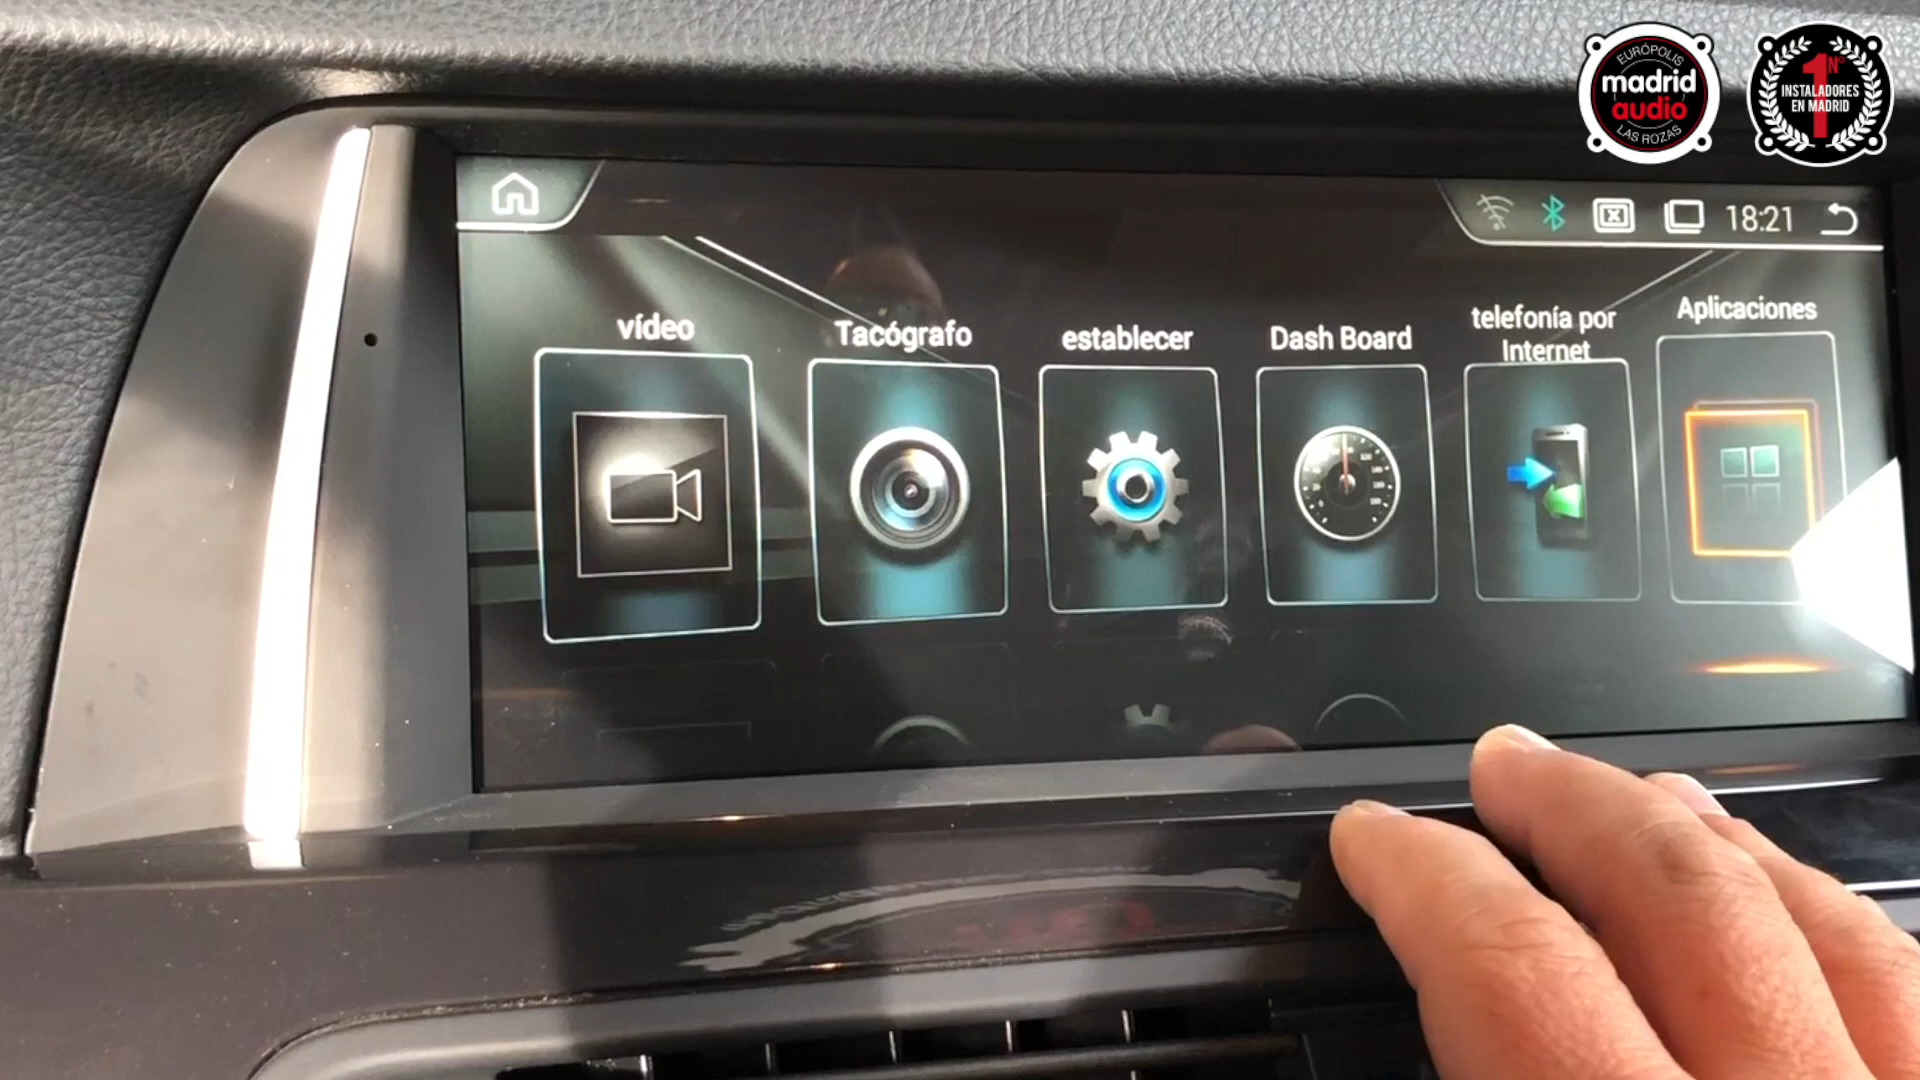 EURÓPOLIS
madrid
audio
LAS ROZAS
1
Nº
INSTALADORES
EN MADRID
18:21
vídeo
Tacógrafo
establecer
Dash Board
telefonía por
Internet
Aplicaciones